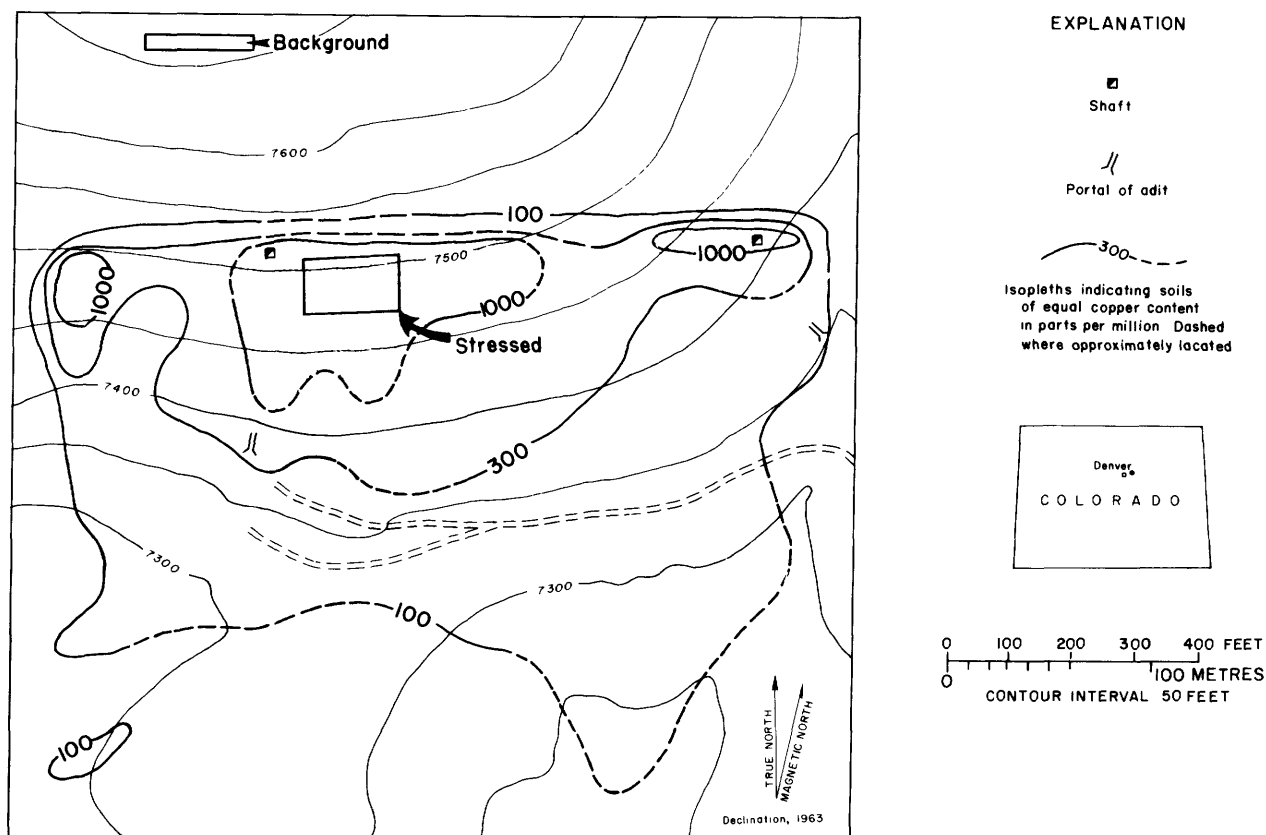 Background
7600
100
7500
1000
1000
1000
Stressed
7400
300
7300
7300
100
100
TRUE NORTH
MAGNETIC NORTH
Declination, 1963
EXPLANATION
Shaft
Portal of adit
300
Isopleths indicating soils
of equal copper content
in parts per million Dashed
where approximately lacated
Denver
COLORADO
0 100 200 300 400 FEET
0 100 METRES
CONTOUR INTERVAL 50 FEET